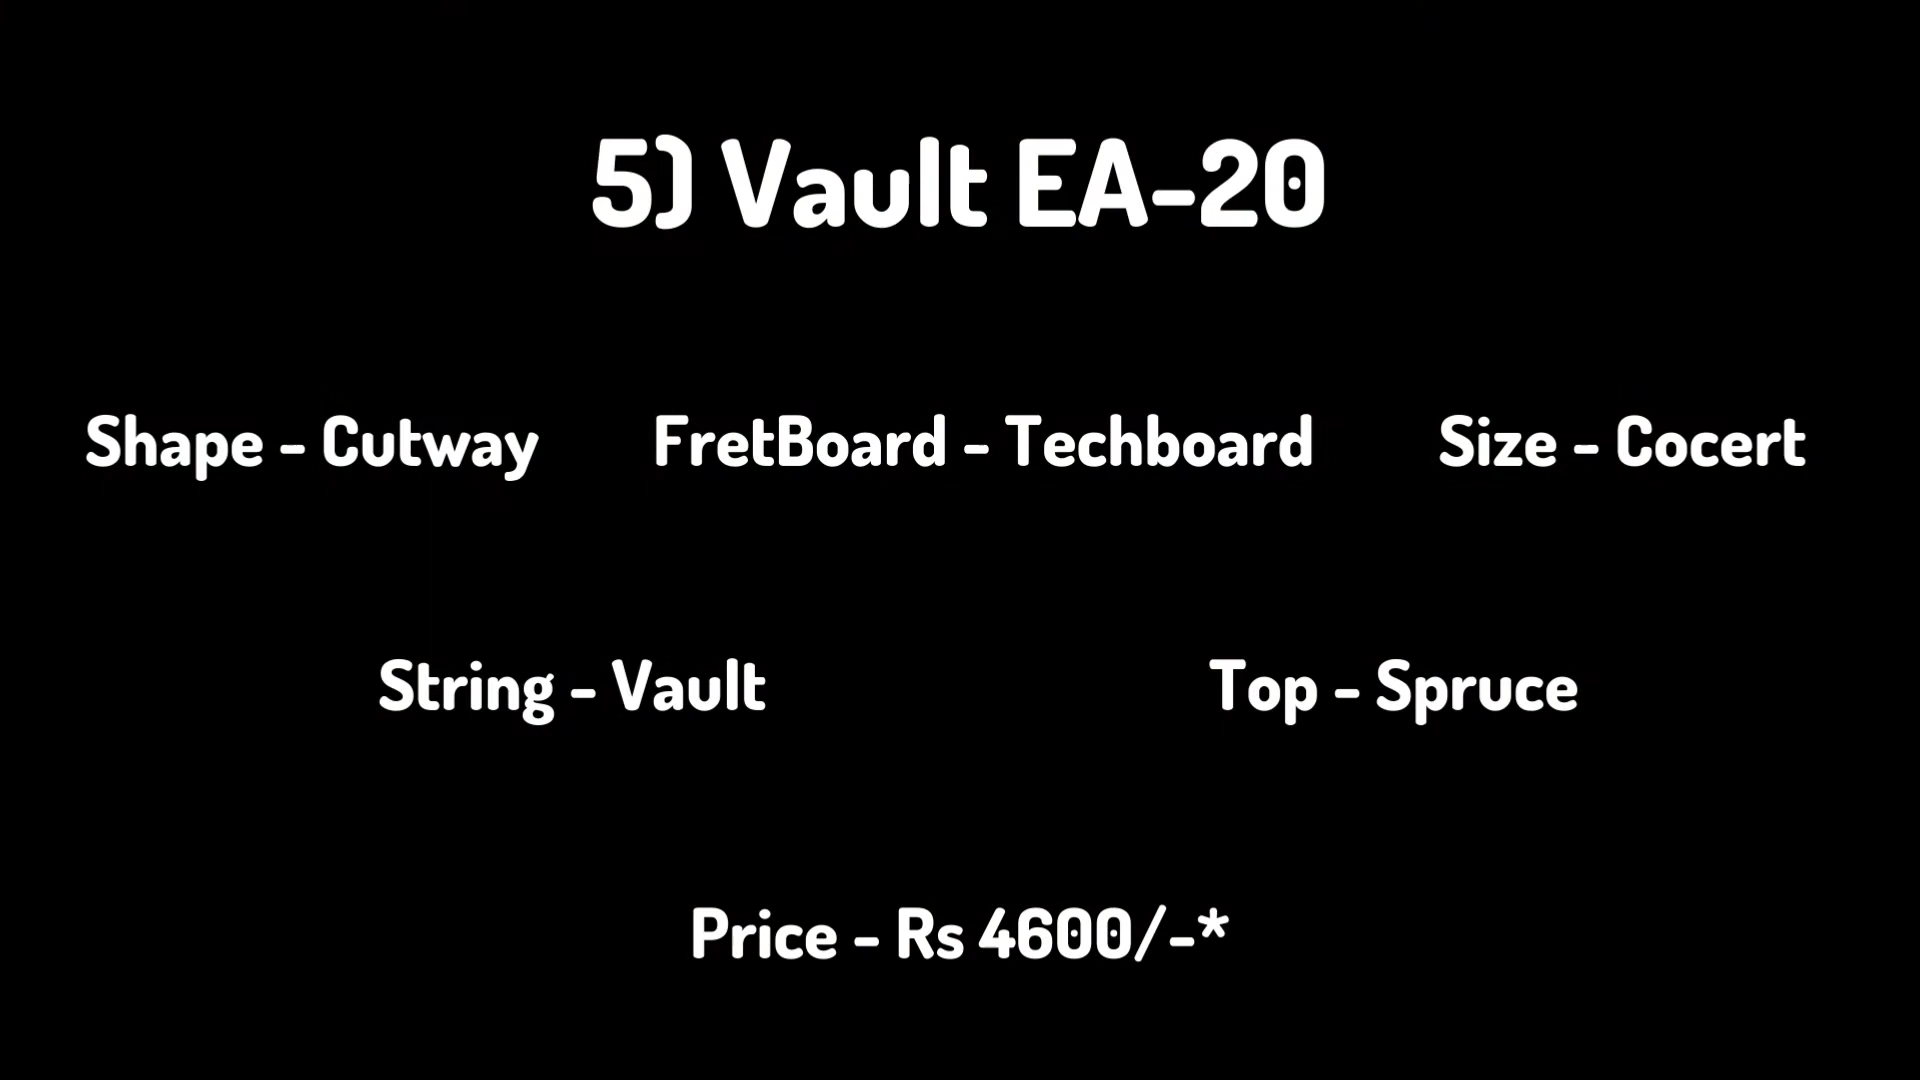 5) Vault EA-20
Shape - Cutway FretBoard - Techboard Size - Cocert
String - Vault Top - Spruce
Price - Rs 4600/-*